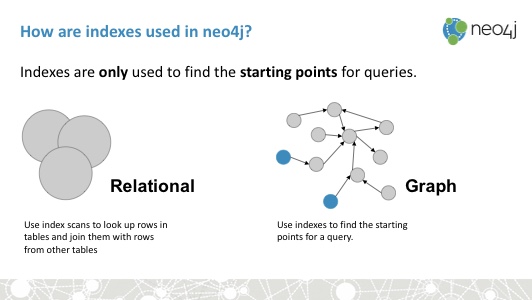 How are indexes used in neo4j?
neo4j
Indexes are only used to find the starting points for queries.
Relational
Graph
Use index scans to look up rows in
tables and join them with rows
from other tables
Use indexes to find the starting
points for a query.